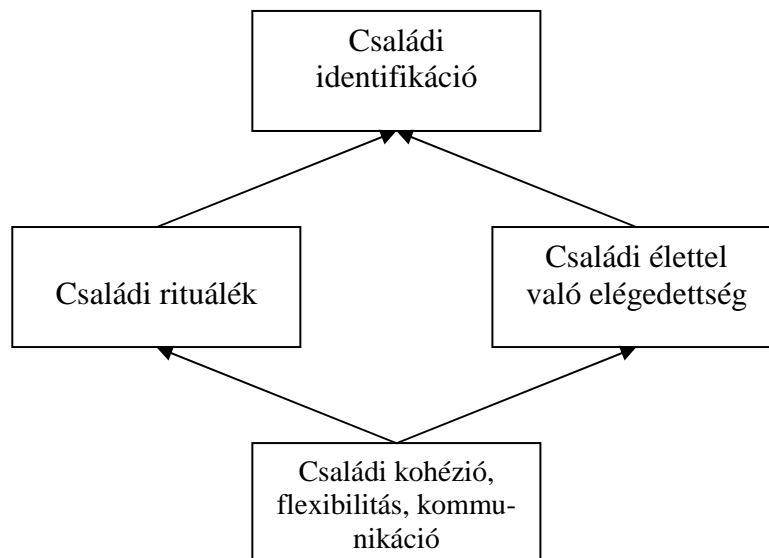 Családi
identifikáció
Családi rituálék
Családi élettel
való elégedettség
Családi kohézió,
flexibilitás, kommu-
nikáció